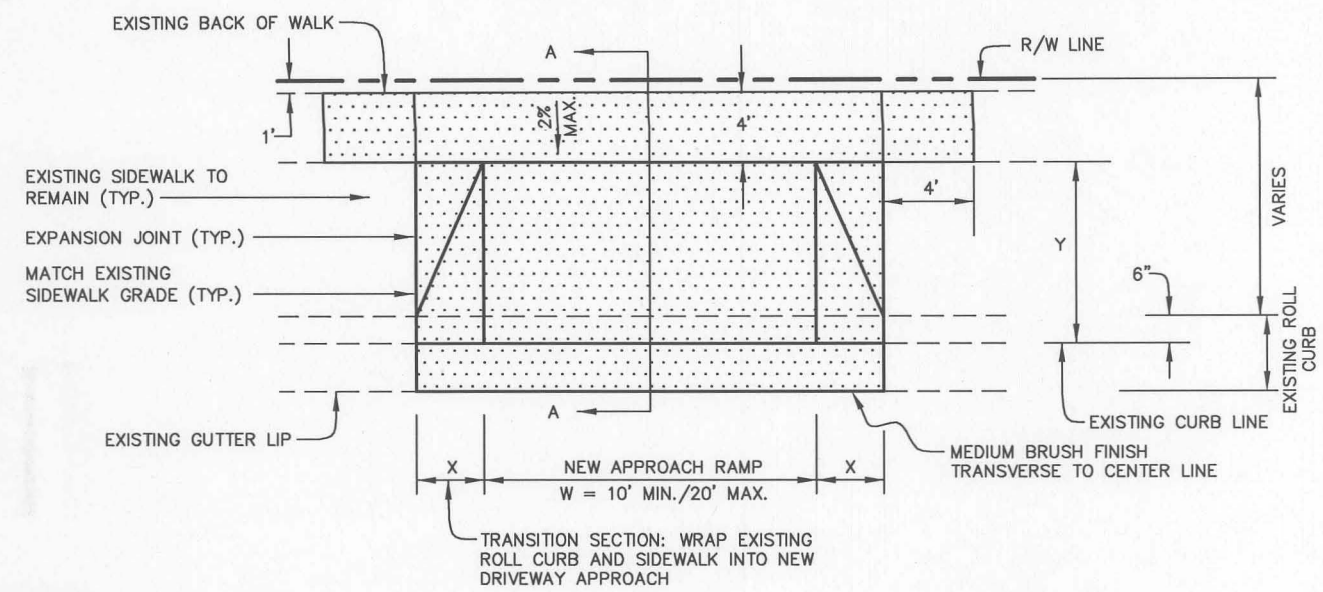 EXISTING BACK OF WALK
A
R/W LINE
1'
2%
MAX.
4'
EXISTING SIDEWALK TO
REMAIN (TYP.)
4'
VARIES
EXPANSION JOINT (TYP.)
Y
MATCH EXISTING
SIDEWALK GRADE (TYP.)
6"
EXISTING ROLL
CURB
A
EXISTING GUTTER LIP
EXISTING CURB LINE
MEDIUM BRUSH FINISH
TRANSVERSE TO CENTER LINE
X
NEW APPROACH RAMP
X
W = 10' MIN./20' MAX.
TRANSITION SECTION: WRAP EXISTING
ROLL CURB AND SIDEWALK INTO NEW
DRIVEWAY APPROACH